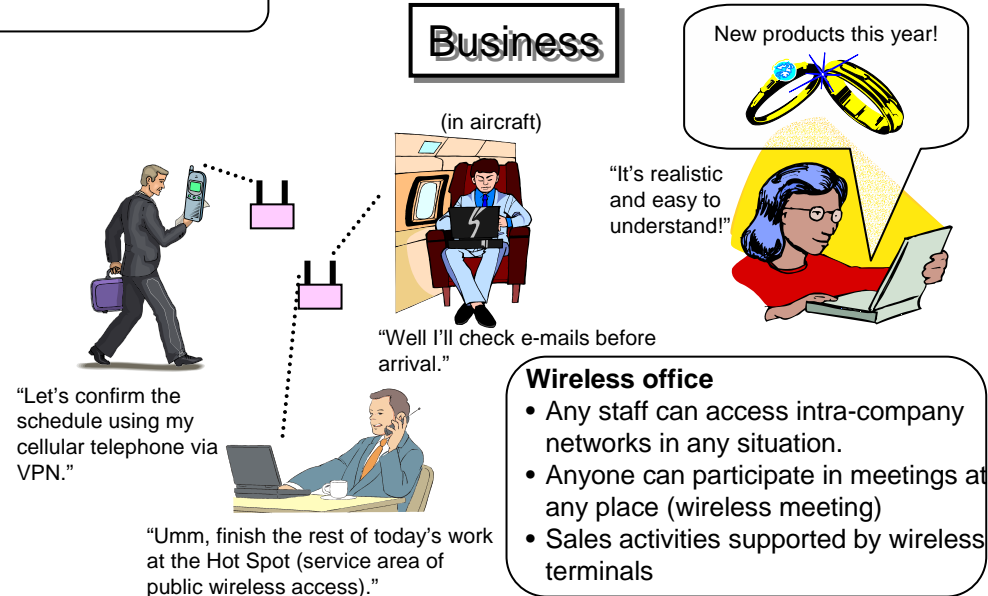 Business
New products this year!
(in aircraft)
“It’s realistic
and easy to
understand!”
“Well I’ll check e-mails before
arrival.”
“Let’s confirm the
schedule using my
cellular telephone via
VPN.”
“Umm, finish the rest of today’s work
at the Hot Spot (service area of
public wireless access).”
Wireless office
• Any staff can access intra-company
networks in any situation.
• Anyone can participate in meetings at
any place (wireless meeting)
• Sales activities supported by wireless
terminals